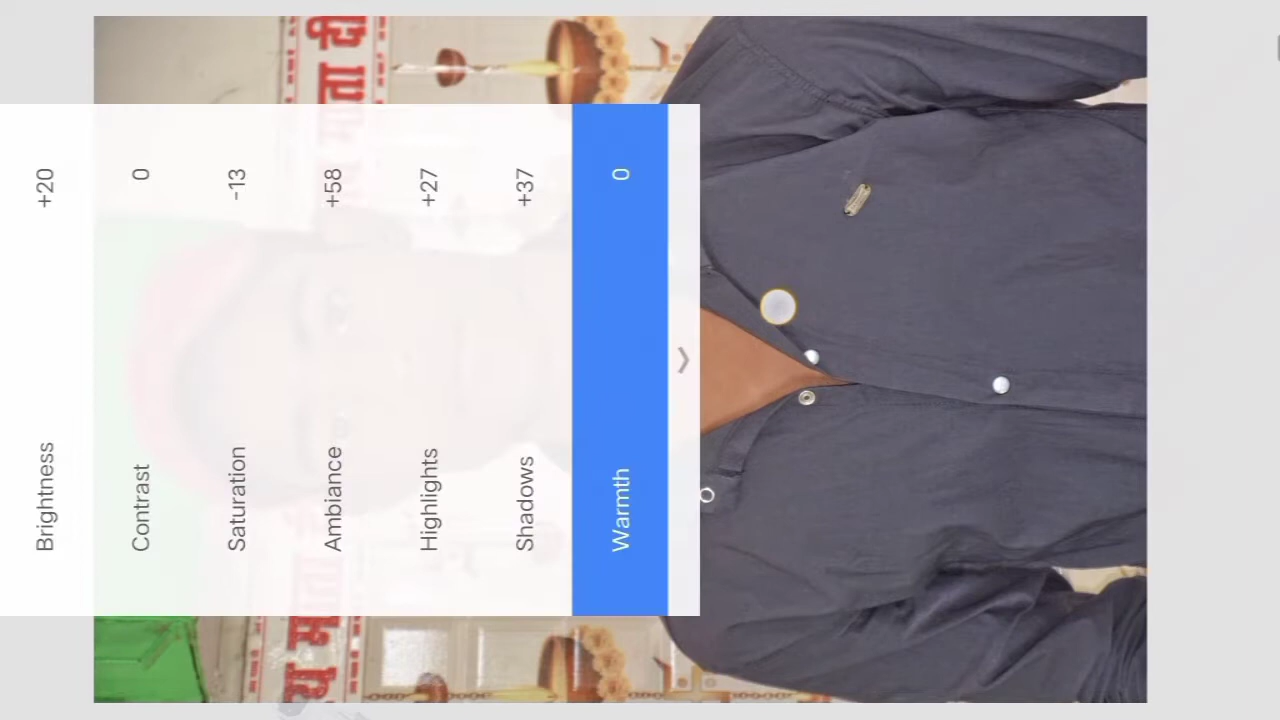 Brightness +20
Contrast 0
Saturation -13
Ambiance +58
Highlights +27
Shadows +37
Warmth 0
माता दी